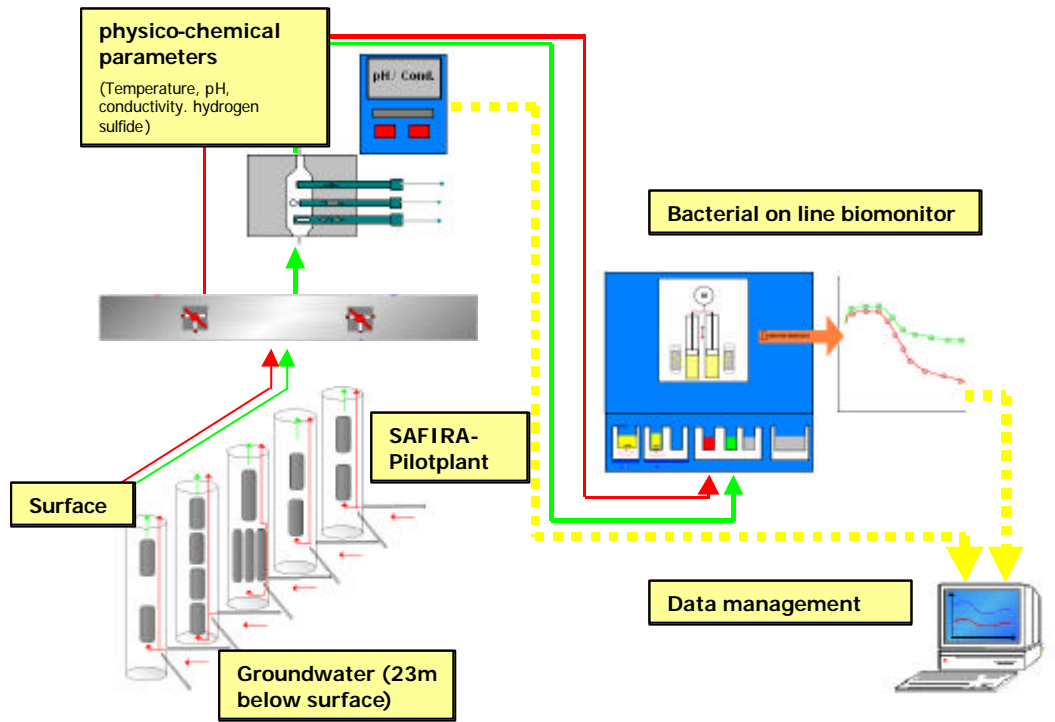 physico-chemical
parameters
(Temperature, pH,
conductivity. hydrogen
sulfide)
pH/ Cond.
Bacterial on line biomonitor
M
SAFIRA-
Pilotplant
Surface
Data management
Groundwater (23m
below surface)